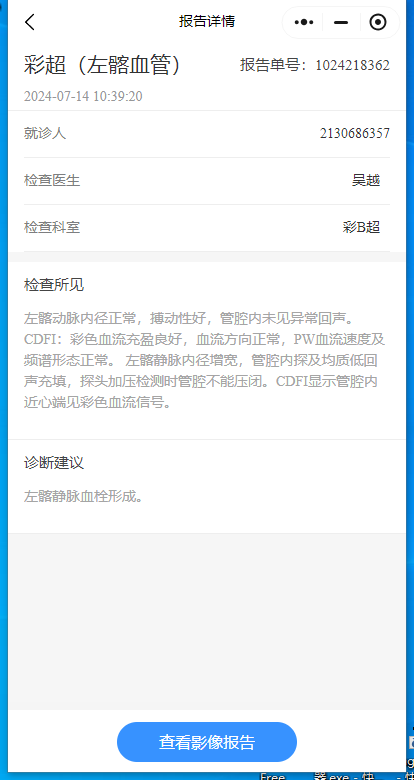 报告详情
彩超（左髂血管）
报告单号：1024218362
2024-07-14 10:39:20
就诊人
2130686357
检查医生
吴越
检查科室
彩B超
检查所见
左髂动脉内径正常，搏动性好，管腔内未见异常回声。
CDFI：彩色血流充盈良好，血流方向正常，PW血流速度及
频谱形态正常。 左髂静脉内径增宽，管腔内探及均质低回
声充填，探头加压检测时管腔不能压闭。CDFI显示管腔内
近心端见彩色血流信号。
诊断建议
左髂静脉血栓形成。
查看影像报告
Free
器.exe - 快
- 快